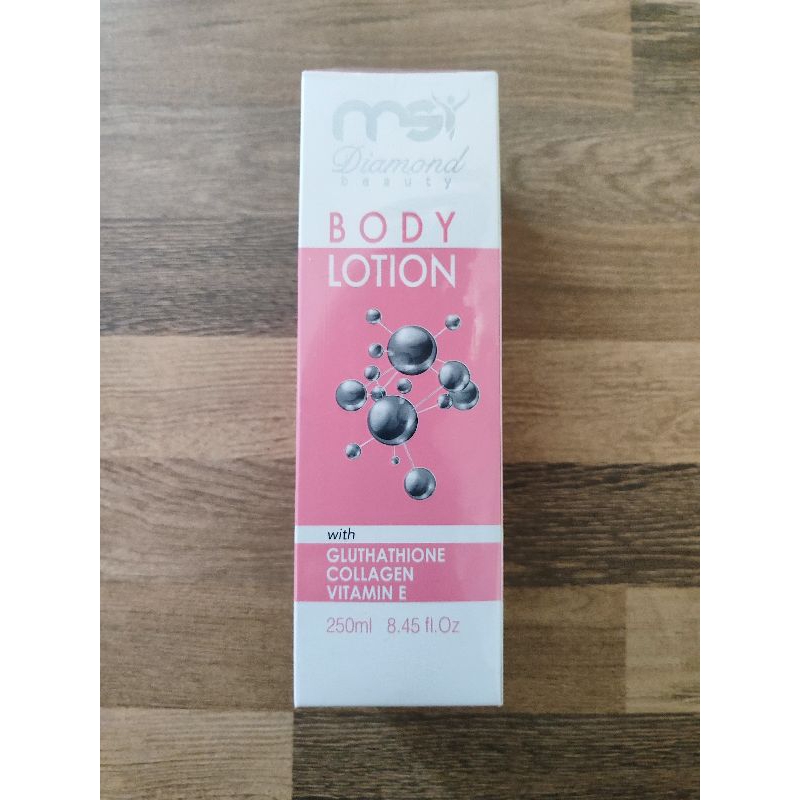 msi
Diamond
beauty
BODY
LOTION
with
GLUTHATHIONE
COLLAGEN
VITAMIN E
250ml 8.45 fl.Oz